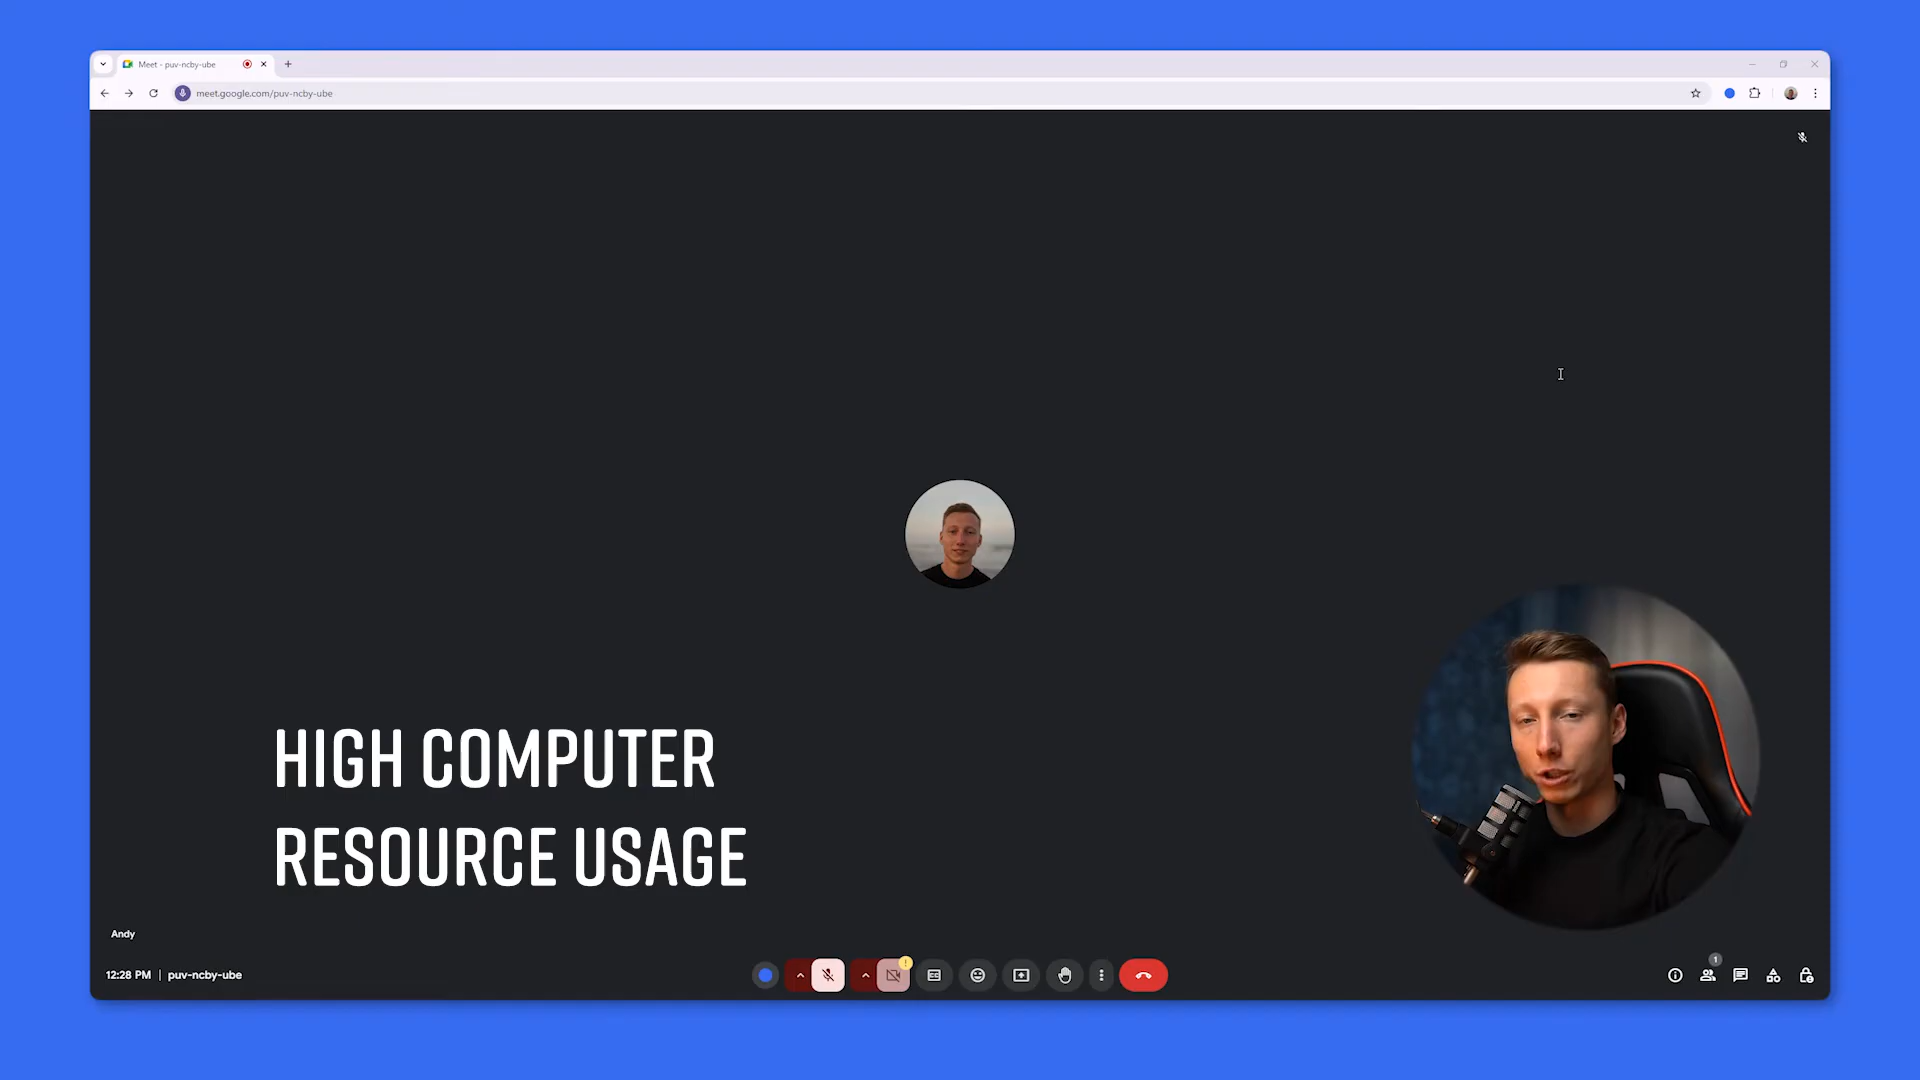 Meet - puv-ncby-ube
meet.google.com/puv-ncby-ube
HIGH COMPUTER
RESOURCE USAGE
Andy
12:28 PM | puv-ncby-ube
1